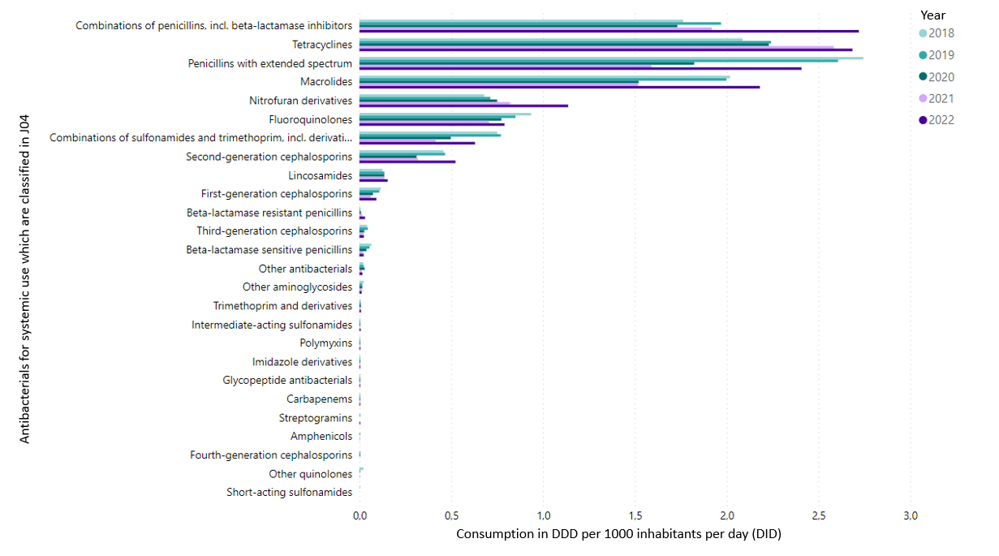 Year
2018
2019
2020
2021
2022
Antibacterials for systemic use which are classified in J04
Combinations of penicillins, incl. beta-lactamase inhibitors
Tetracyclines
Penicillins with extended spectrum
Macrolides
Nitrofuran derivatives
Fluoroquinolones
Combinations of sulfonamides and trimethoprim, incl. derivati...
Second-generation cephalosporins
Lincosamides
First-generation cephalosporins
Beta-lactamase resistant penicillins
Third-generation cephalosporins
Beta-lactamase sensitive penicillins
Other antibacterials
Other aminoglycosides
Trimethoprim and derivatives
Intermediate-acting sulfonamides
Polymyxins
Imidazole derivatives
Glycopeptide antibacterials
Carbapenems
Streptogramins
Amphenicols
Fourth-generation cephalosporins
Other quinolones
Short-acting sulfonamides
0,0 0,5 1,0 1,5 2,0 2,5 3,0
Consumption in DDD per 1000 inhabitants per day (DID)